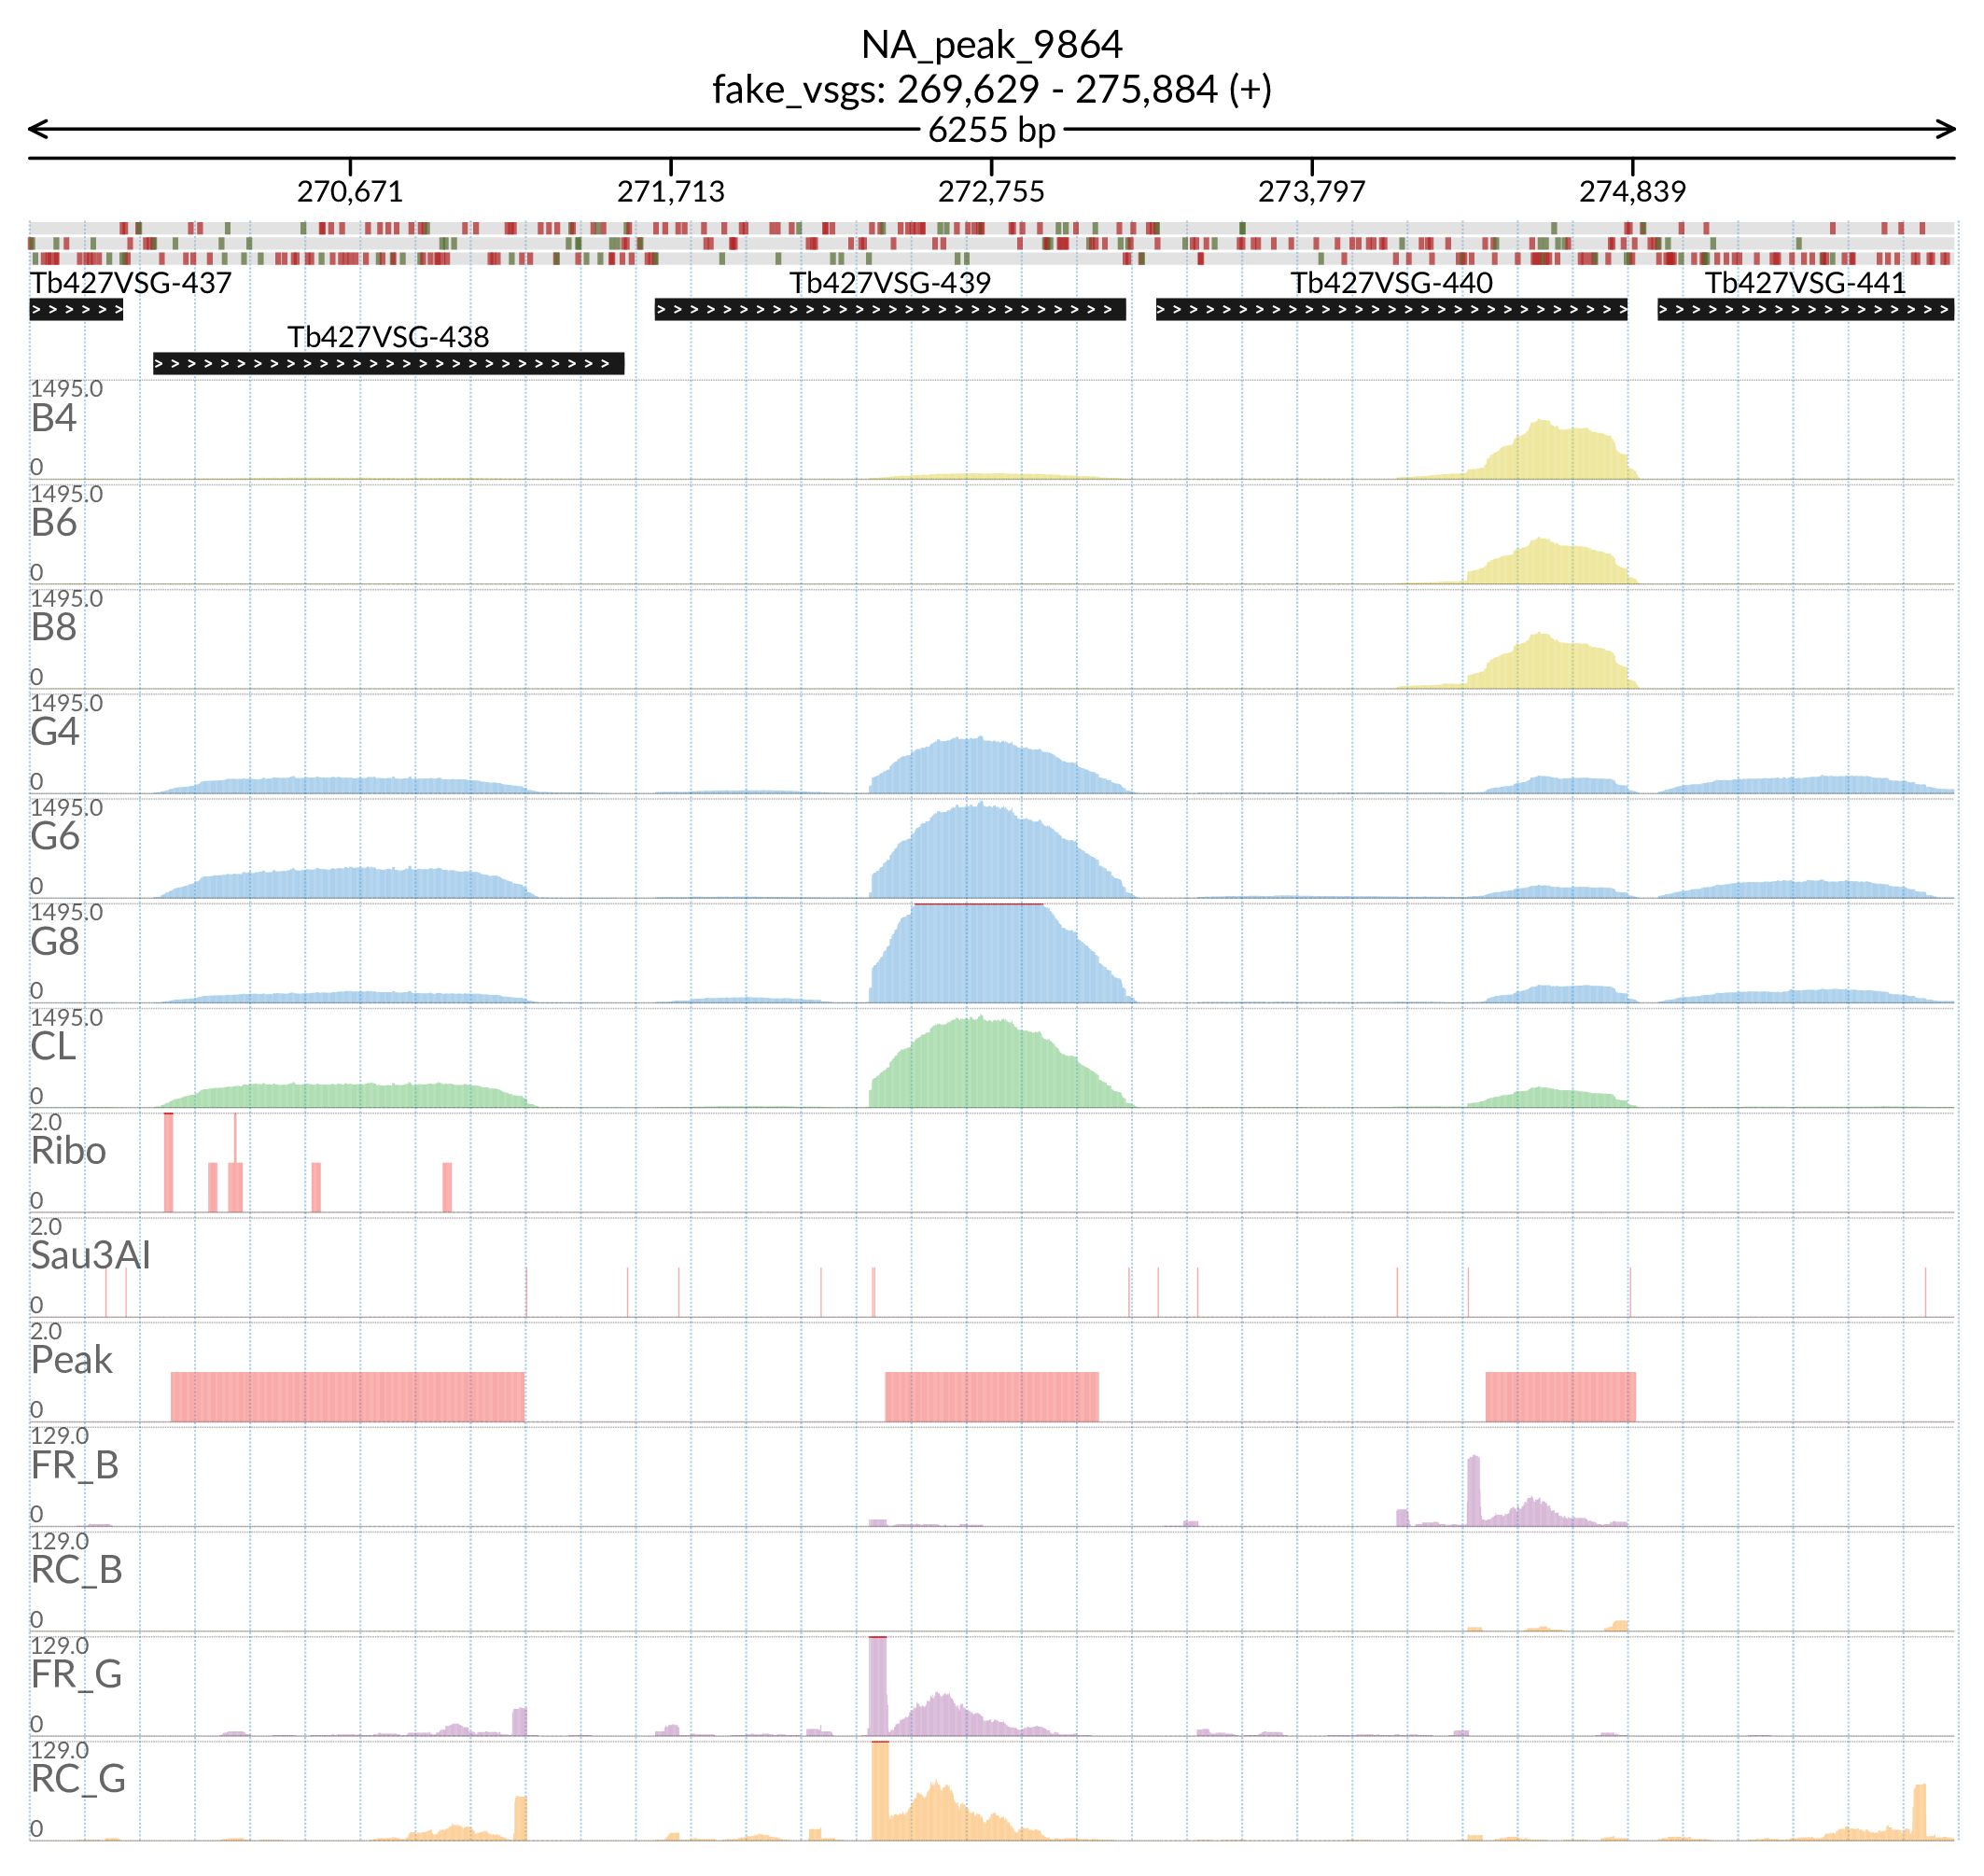 NA_peak_9864
fake_vsgs: 269,629 - 275,884 (+)
6255 bp
270,671 271,713 272,755 273,797 274,839
Tb427VSG-437 Tb427VSG-439 Tb427VSG-440 Tb427VSG-441
Tb427VSG-438
1495.0
B4
0
1495.0
B6
0
1495.0
B8
0
1495.0
G4
0
1495.0
G6
0
1495.0
G8
0
1495.0
CL
0
2.0
Ribo
0
2.0
Sau3AI
0
2.0
Peak
0
129.0
FR_B
0
129.0
RC_B
0
129.0
FR_G
0
129.0
RC_G
0